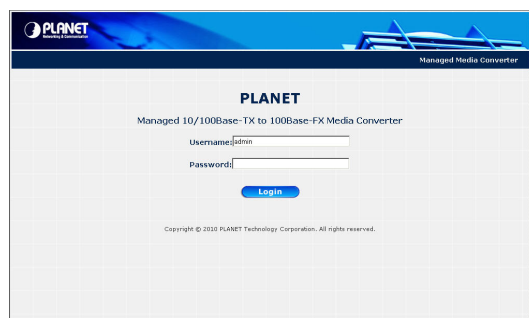 PLANET
Networking & Communication
Managed Media Converter
PLANET
Managed 10/100Base-TX to 100Base-FX Media Converter
Username: admin
Password:
Login
Copyright © 2010 PLANET Technology Corporation. All rights reserved.